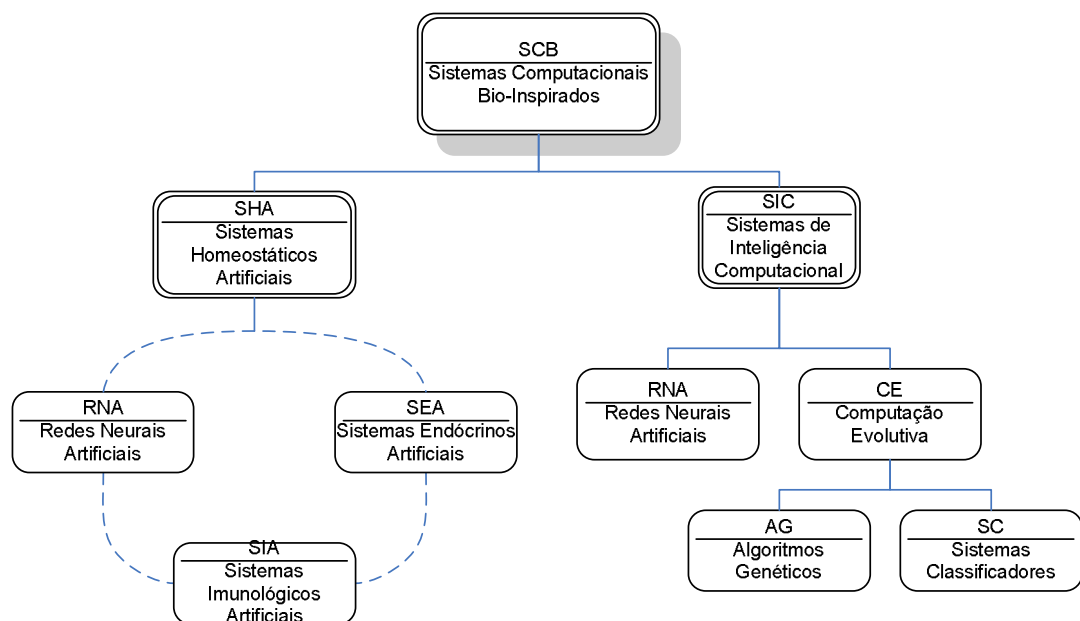 SCB
Sistemas Computacionais
Bio-Inspirados
SHA
Sistemas
Homeostáticos
Artificiais
SIC
Sistemas de
Inteligência
Computacional
RNA
Redes Neurais
Artificiais
SEA
Sistemas Endócrinos
Artificiais
RNA
Redes Neurais
Artificiais
CE
Computação
Evolutiva
SIA
Sistemas
Imunológicos
Artificiais
AG
Algoritmos
Genéticos
SC
Sistemas
Classificadores